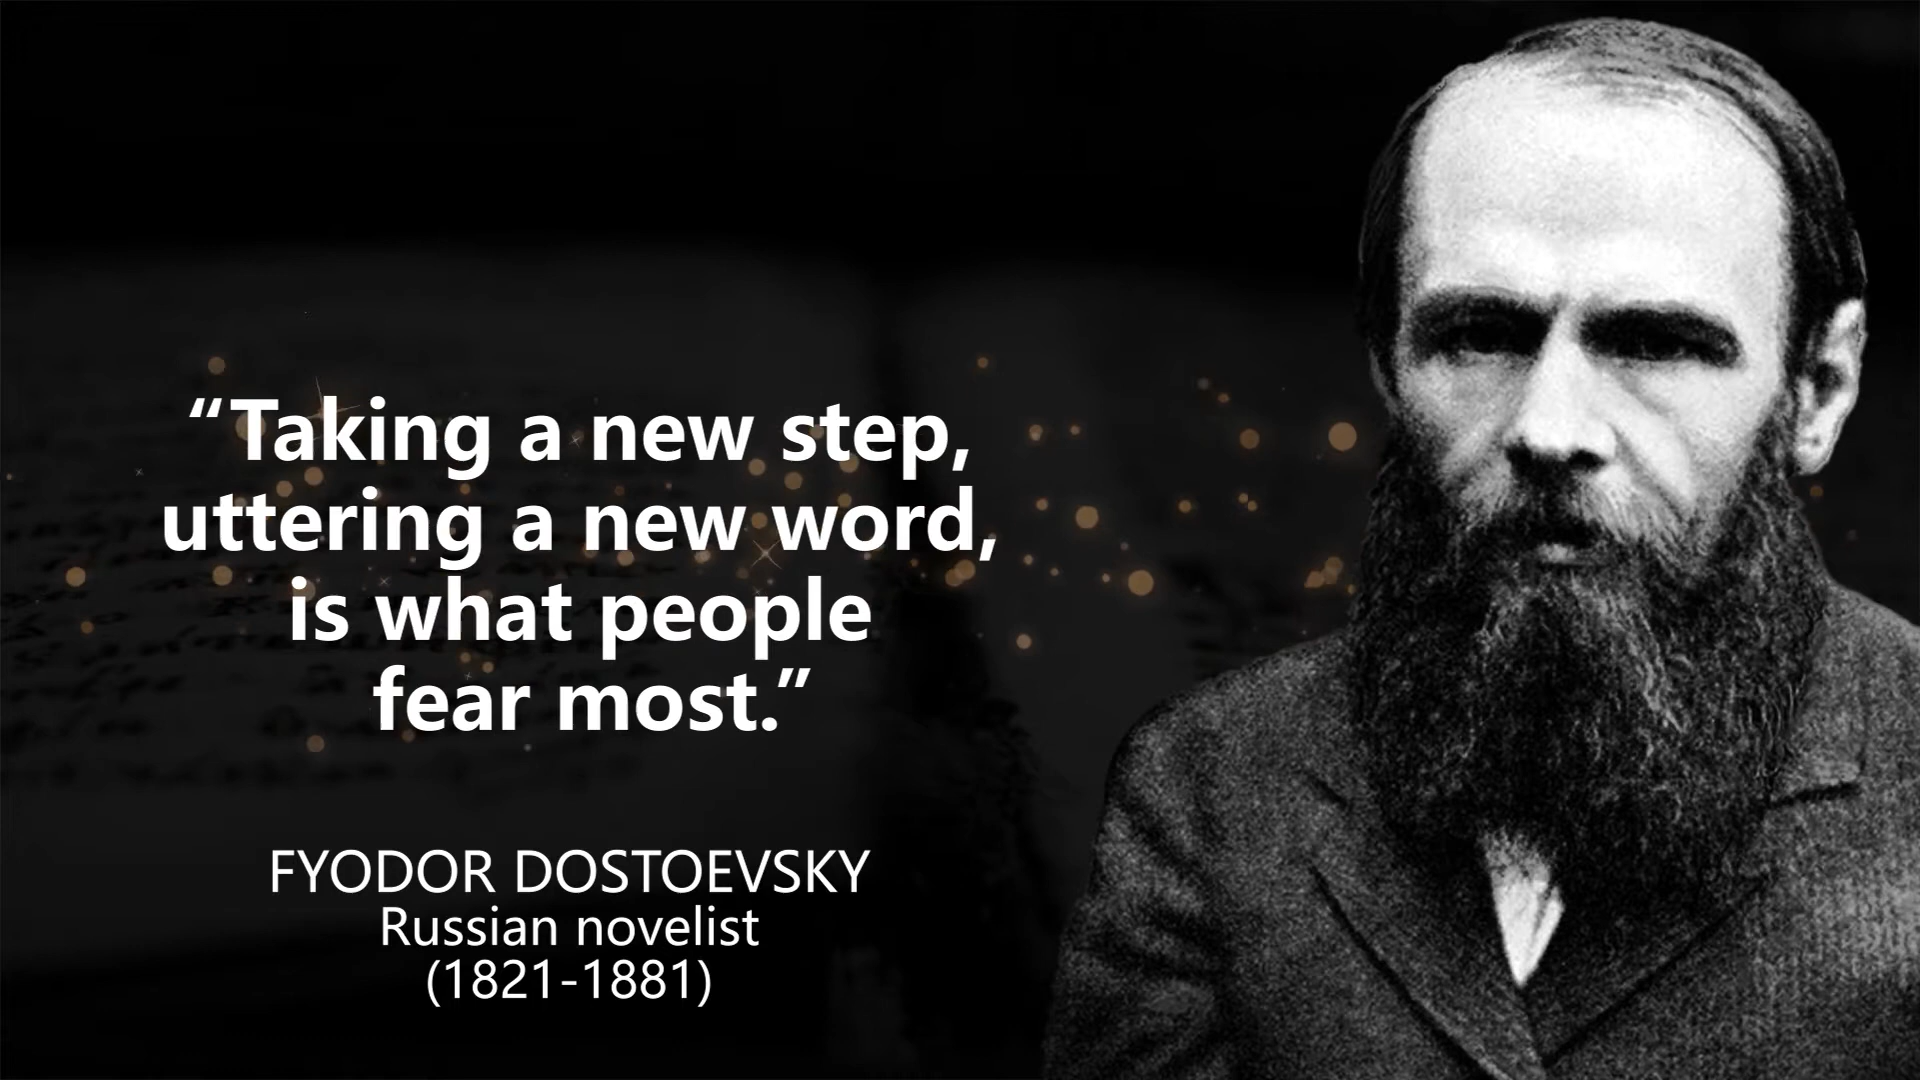 “Taking a new step,
uttering a new word,
is what people
fear most.”
FYODOR DOSTOEVSKY
Russian novelist
(1821-1881)